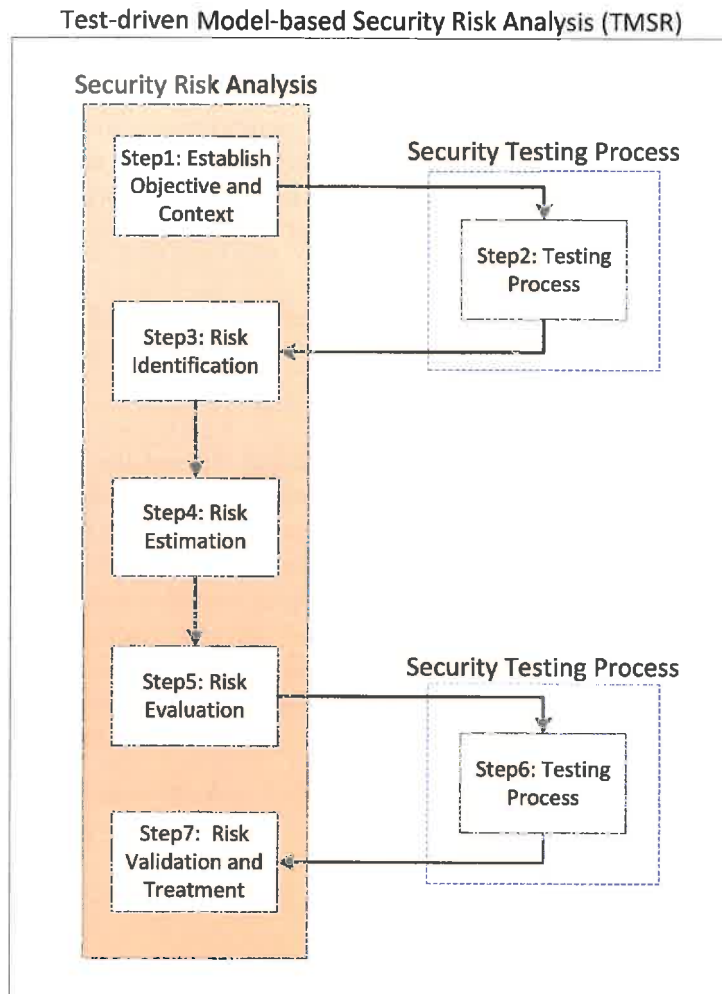 Test-driven Model-based Security Risk Analysis (TMSR)
Security Risk Analysis
Step1: Establish
Objective and
Context
Security Testing Process
Step2: Testing
Process
Step3: Risk
Identification
Step4: Risk
Estimation
Step5: Risk
Evaluation
Security Testing Process
Step6: Testing
Process
Step7: Risk
Validation and
Treatment